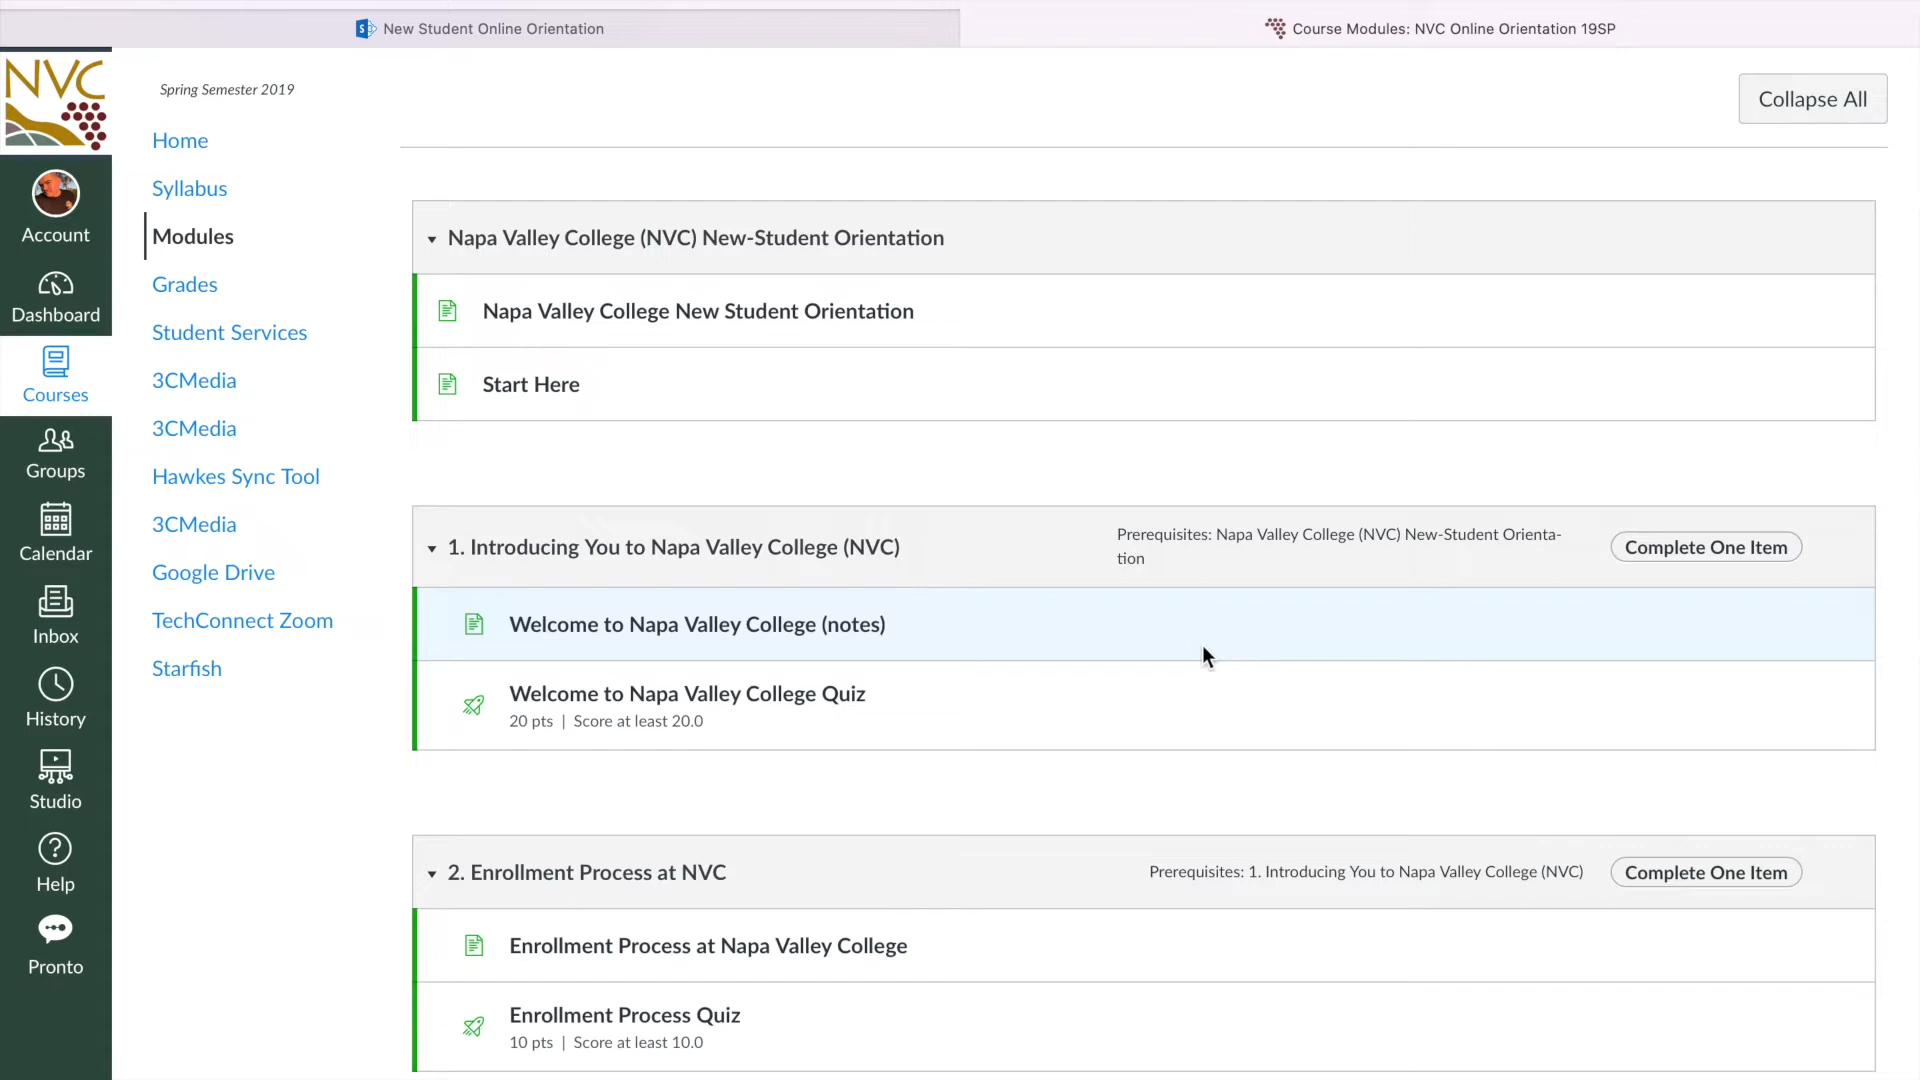 New Student Online Orientation
Course Modules: NVC Online Orientation 19SP
NVC
Account
Dashboard
Courses
Groups
Calendar
Inbox
History
Studio
Help
Pronto
Spring Semester 2019
Home
Syllabus
Modules
Grades
Student Services
3CMedia
3CMedia
Hawkes Sync Tool
3CMedia
Google Drive
TechConnect Zoom
Starfish
Collapse All
Napa Valley College (NVC) New-Student Orientation
Napa Valley College New Student Orientation
Start Here
1. Introducing You to Napa Valley College (NVC)
Prerequisites: Napa Valley College (NVC) New-Student Orienta-
tion
Complete One Item
Welcome to Napa Valley College (notes)
Welcome to Napa Valley College Quiz
20 pts | Score at least 20.0
2. Enrollment Process at NVC
Prerequisites: 1. Introducing You to Napa Valley College (NVC)
Complete One Item
Enrollment Process at Napa Valley College
Enrollment Process Quiz
10 pts | Score at least 10.0